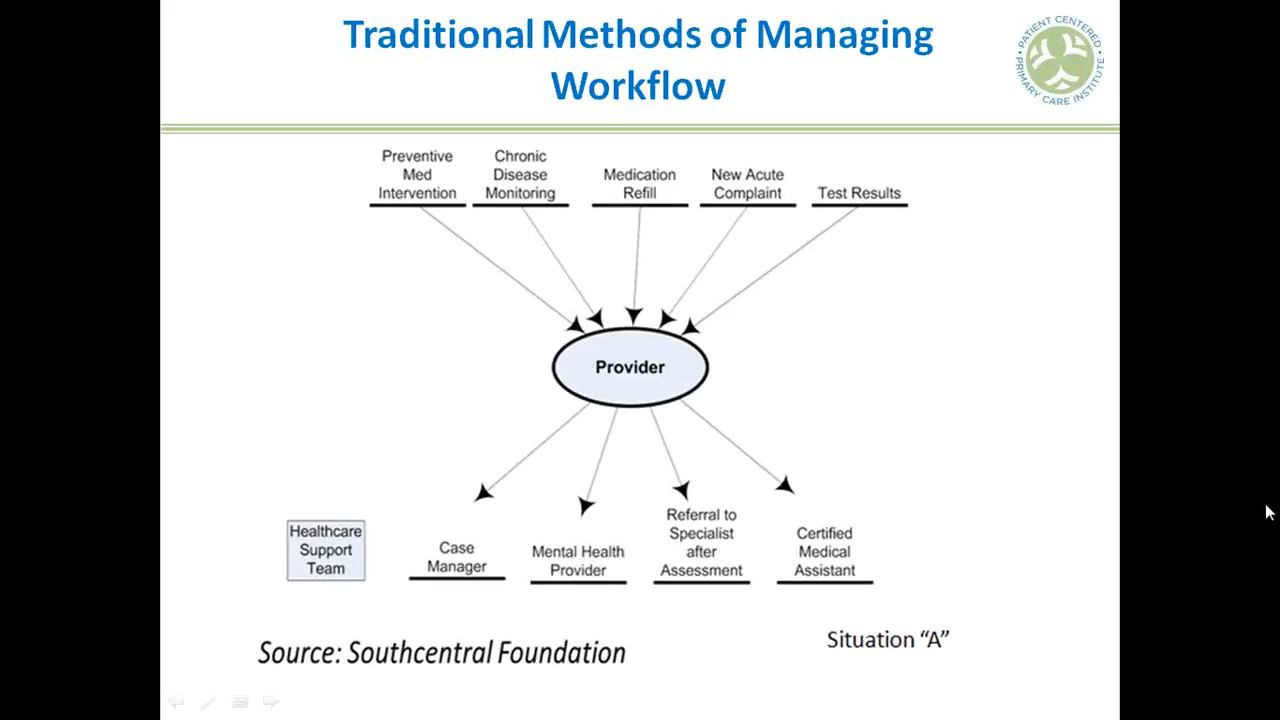 Traditional Methods of Managing
Workflow
PATIENT CENTERED
PRIMARY CARE INSTITUTE
Preventive
Med
Intervention
Chronic
Disease
Monitoring
Medication
Refill
New Acute
Complaint
Test Results
Provider
Healthcare
Support
Team
Case
Manager
Mental Health
Provider
Referral to
Specialist
after
Assessment
Certified
Medical
Assistant
Source: Southcentral Foundation
Situation “A”